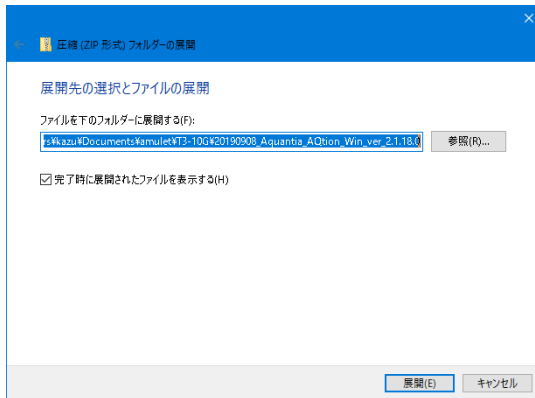 圧縮 (ZIP 形式) フォルダーの展開
展開先の選択とファイルの展開
ファイルを下のフォルダーに展開する(F):
rs¥kazu¥Documents¥amulet¥T3-10G¥20190908_Aquantia_AQtion_Win_ver_2.1.18.0
参照(R)...
完了時に展開されたファイルを表示する(H)
展開(E)
キャンセル